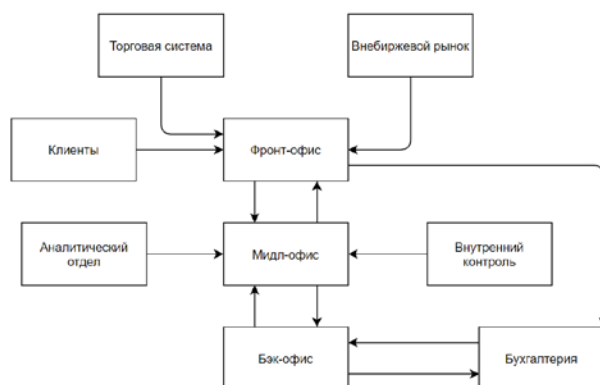 Торговая система
Внебиржевой рынок
Клиенты
Фронт-офис
Аналитический
отдел
Мидл-офис
Внутренний
контроль
Бэк-офис
Бухгалтерия